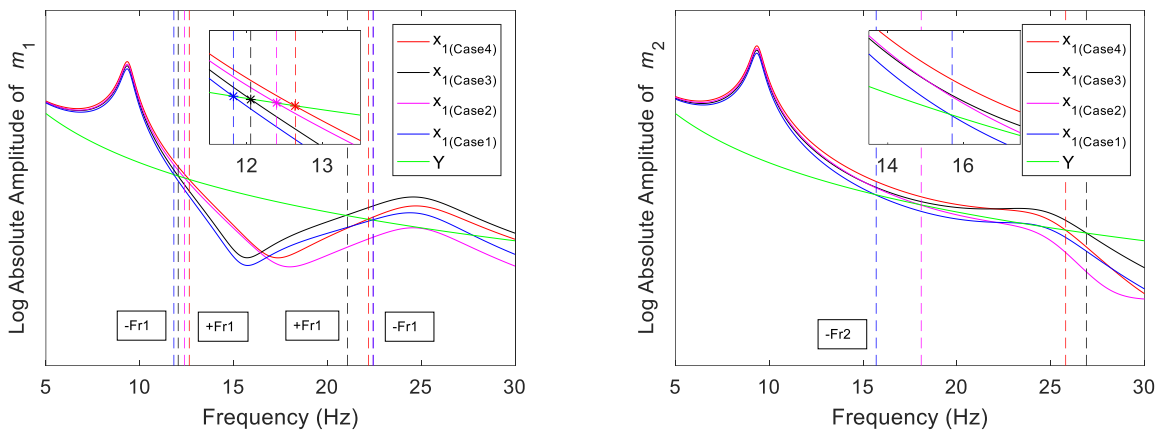 Log Absolute Amplitude of m1
x1(Case4)
x1(Case3)
x1(Case2)
x1(Case1)
Y
12 13
-Fr1 +Fr1 +Fr1 -Fr1
5 10 15 20 25 30
Frequency (Hz)
Log Absolute Amplitude of m2
x1(Case4)
x1(Case3)
x1(Case2)
x1(Case1)
Y
14 16
-Fr2
5 10 15 20 25 30
Frequency (Hz)